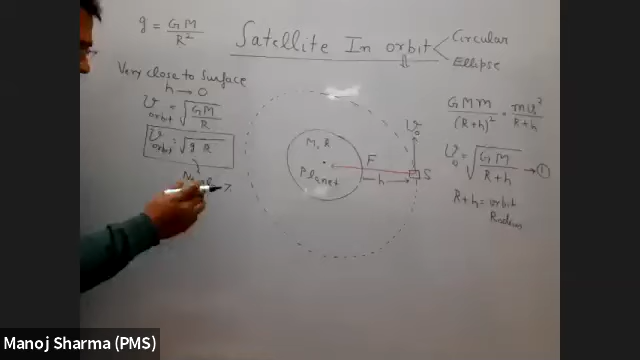 g = GM/R²
Satellite In orbit
Circular
Ellipse
Very close to Surface
h → 0
v orbit = √(GM/R)
v orbit = √(g R)
M, R
Planet
F
h
S
v₀
GMm/(R+h)² = mv²/R+h
v₀ = √(GM/R+h) → ①
R+h = orbit
Radius
Manoj Sharma (PMS)